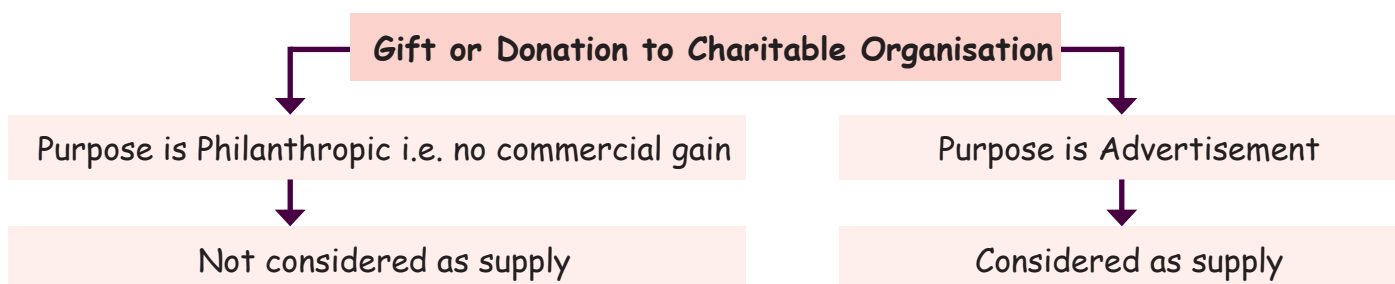 Gift or Donation to Charitable Organisation
Purpose is Philanthropic i.e. no commercial gain
Purpose is Advertisement
Not considered as supply
Considered as supply